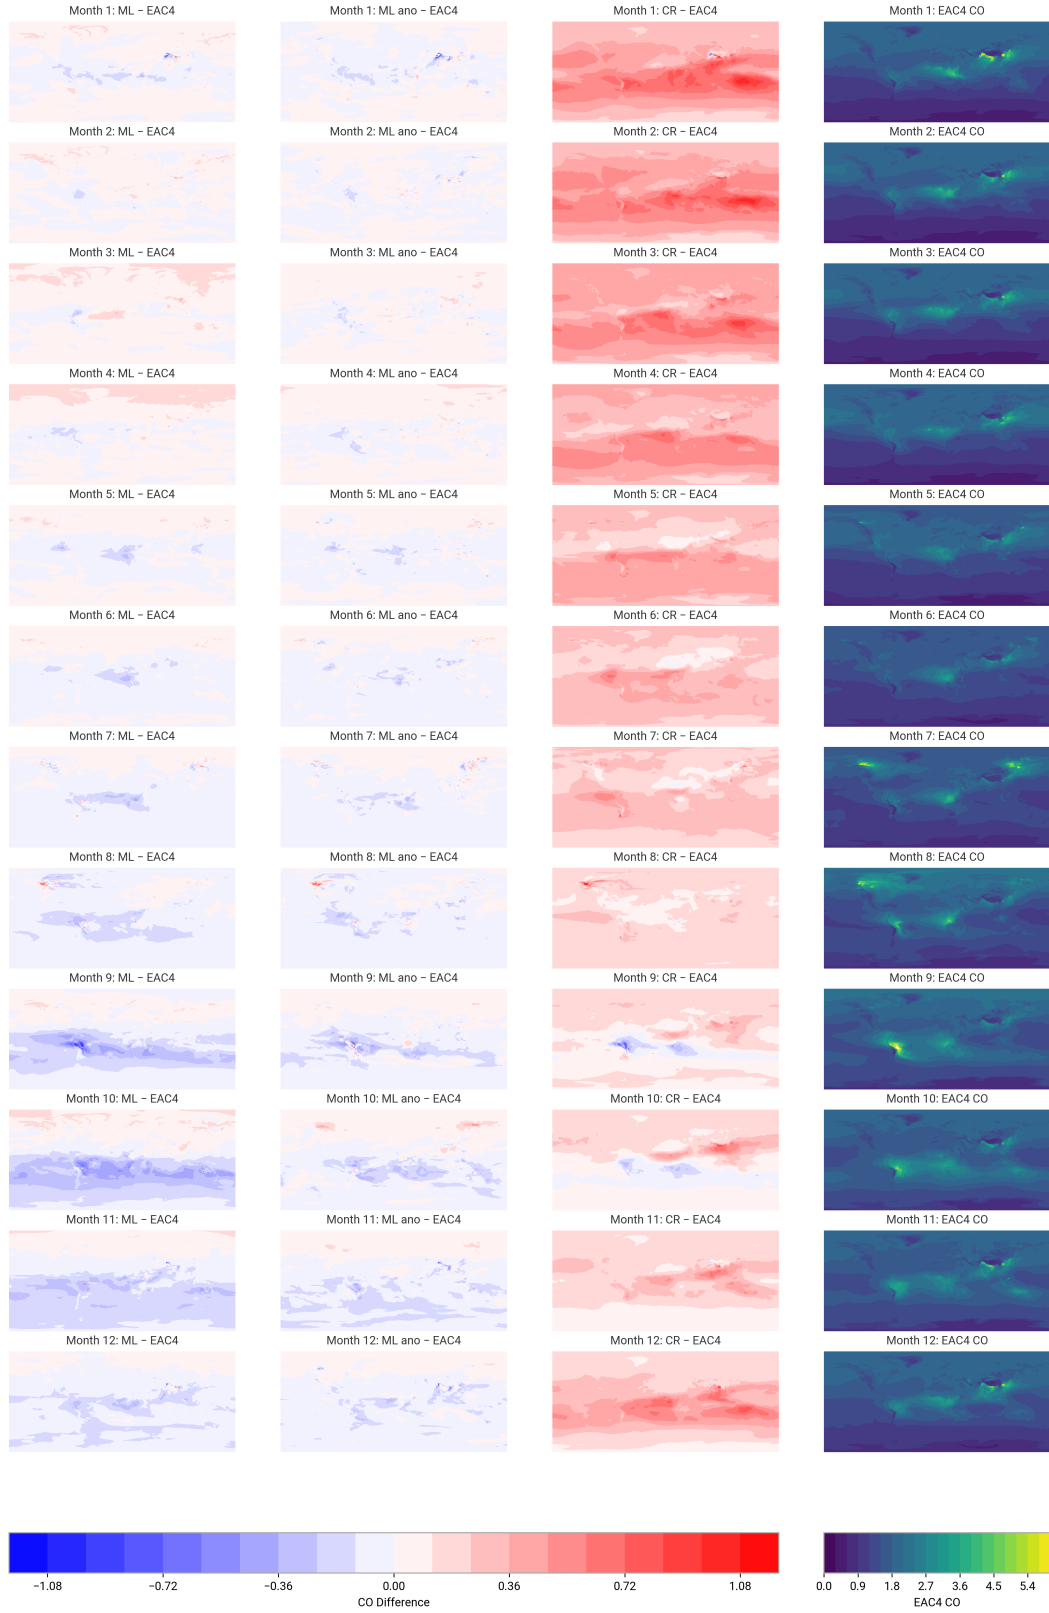 Month 1: ML − EAC4 Month 1: ML ano − EAC4 Month 1: CR − EAC4 Month 1: EAC4 CO
Month 2: ML − EAC4 Month 2: ML ano − EAC4 Month 2: CR − EAC4 Month 2: EAC4 CO
Month 3: ML − EAC4 Month 3: ML ano − EAC4 Month 3: CR − EAC4 Month 3: EAC4 CO
Month 4: ML − EAC4 Month 4: ML ano − EAC4 Month 4: CR − EAC4 Month 4: EAC4 CO
Month 5: ML − EAC4 Month 5: ML ano − EAC4 Month 5: CR − EAC4 Month 5: EAC4 CO
Month 6: ML − EAC4 Month 6: ML ano − EAC4 Month 6: CR − EAC4 Month 6: EAC4 CO
Month 7: ML − EAC4 Month 7: ML ano − EAC4 Month 7: CR − EAC4 Month 7: EAC4 CO
Month 8: ML − EAC4 Month 8: ML ano − EAC4 Month 8: CR − EAC4 Month 8: EAC4 CO
Month 9: ML − EAC4 Month 9: ML ano − EAC4 Month 9: CR − EAC4 Month 9: EAC4 CO
Month 10: ML − EAC4 Month 10: ML ano − EAC4 Month 10: CR − EAC4 Month 10: EAC4 CO
Month 11: ML − EAC4 Month 11: ML ano − EAC4 Month 11: CR − EAC4 Month 11: EAC4 CO
Month 12: ML − EAC4 Month 12: ML ano − EAC4 Month 12: CR − EAC4 Month 12: EAC4 CO
−1.08 −0.72 −0.36 0.00 0.36 0.72 1.08 0.0 0.9 1.8 2.7 3.6 4.5 5.4
CO Difference EAC4 CO